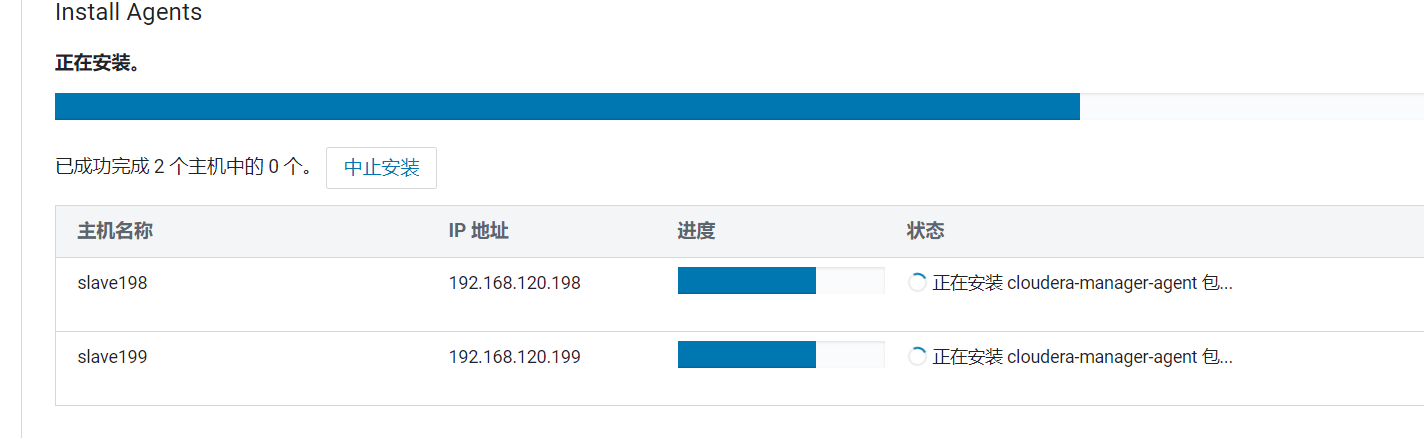 Install Agents
正在安装。
已成功完成 2 个主机中的 0 个。 中止安装
主机名称 IP 地址 进度 状态
slave198 192.168.120.198 正在安装 cloudera-manager-agent 包...
slave199 192.168.120.199 正在安装 cloudera-manager-agent 包...